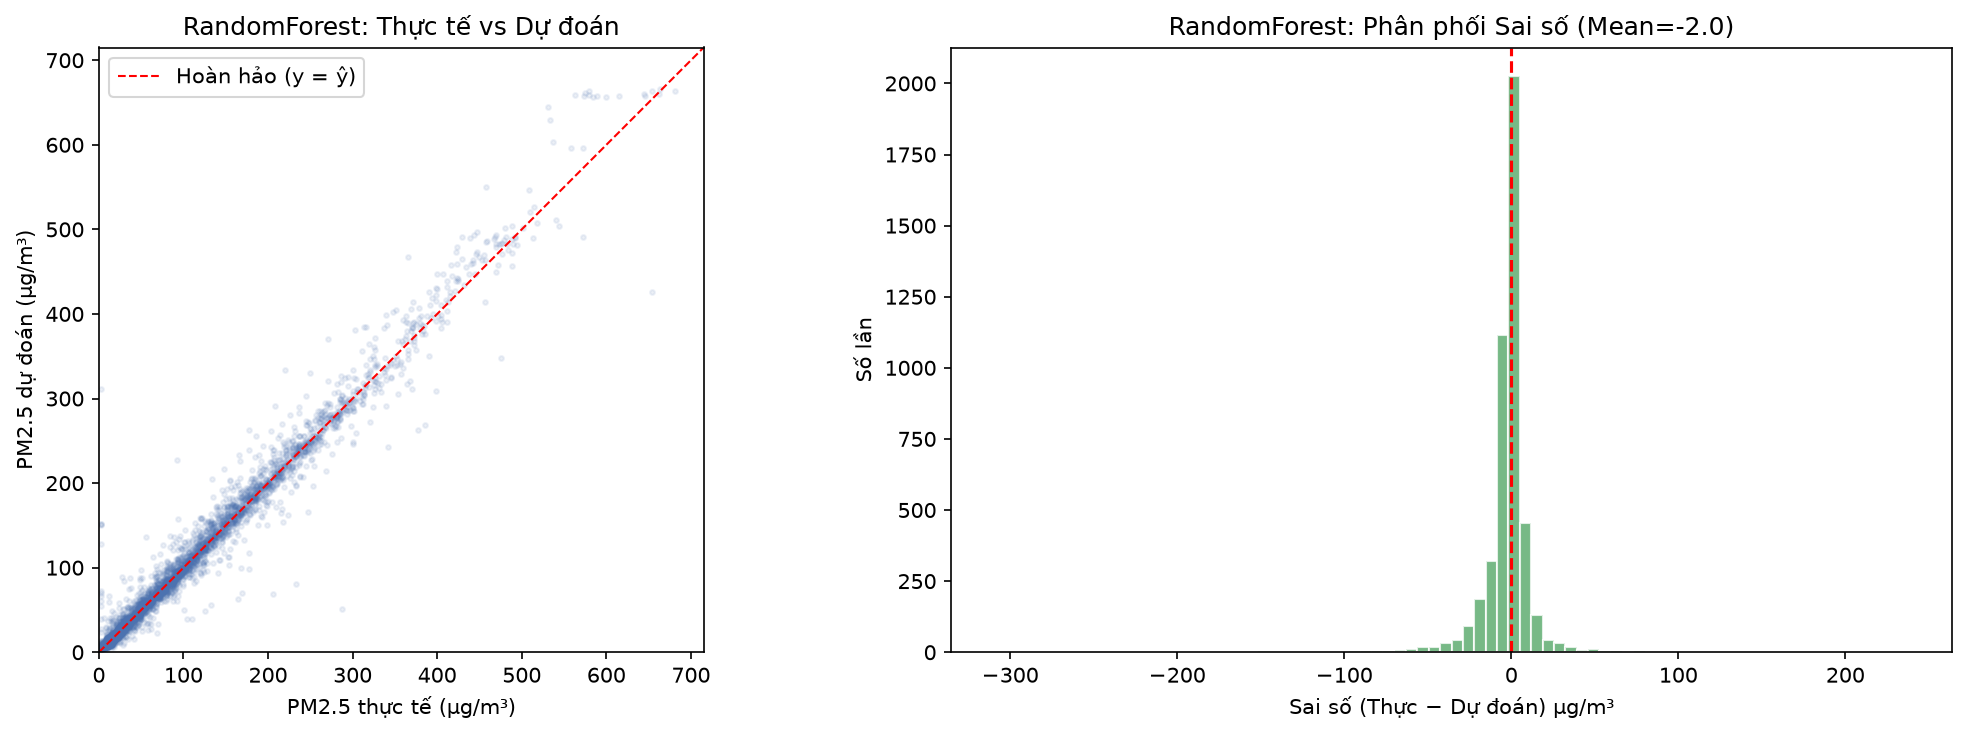 RandomForest: Thực tế vs Dự đoán
Hoàn hảo (y = ŷ)
PM2.5 dự đoán (µg/m³)
700
600
500
400
300
200
100
0
0 100 200 300 400 500 600 700
PM2.5 thực tế (µg/m³)
RandomForest: Phân phối Sai số (Mean=-2.0)
Số lần
2000
1750
1500
1250
1000
750
500
250
0
−300 −200 −100 0 100 200
Sai số (Thực − Dự đoán) µg/m³